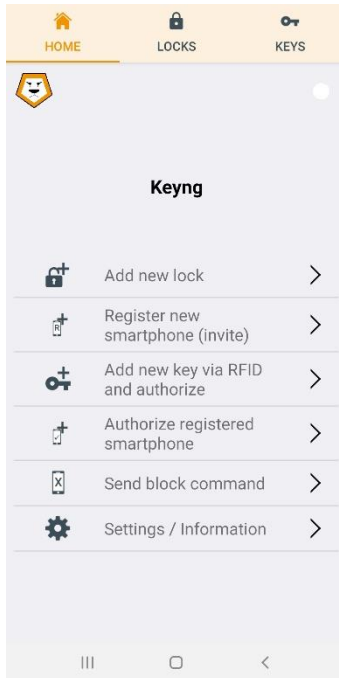 HOME LOCKS KEYS
Keyng
Add new lock
Register new
smartphone (invite)
Add new key via RFID
and authorize
Authorize registered
smartphone
Send block command
Settings / Information